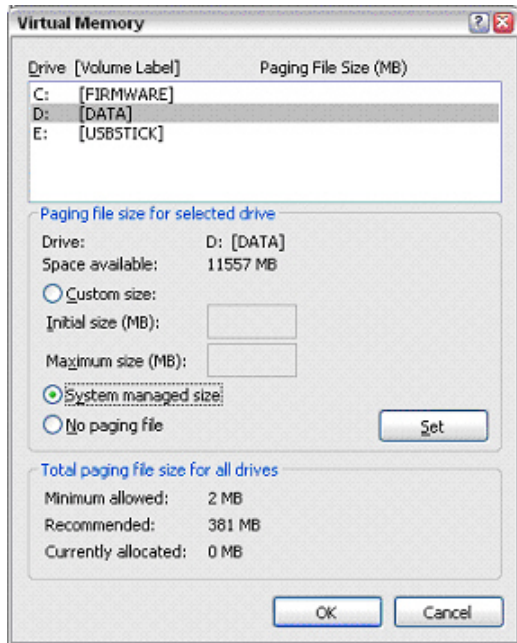 Virtual Memory
Drive [Volume Label] Paging File Size (MB)
C: [FIRMWARE]
D: [DATA]
E: [USBSTICK]
Paging file size for selected drive
Drive: D: [DATA]
Space available: 11557 MB
Custom size:
Initial size (MB):
Maximum size (MB):
System managed size
No paging file Set
Total paging file size for all drives
Minimum allowed: 2 MB
Recommended: 381 MB
Currently allocated: 0 MB
OK Cancel